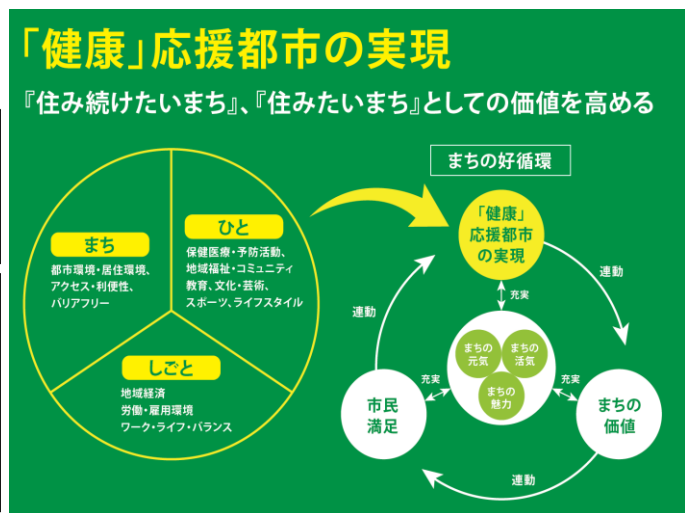 「健康」応援都市の実現
『住み続けたいまち』、『住みたいまち』としての価値を高める
まち
都市環境・居住環境、
アクセス・利便性、
バリアフリー
ひと
保健医療・予防活動、
地域福祉・コミュニティ
教育、文化・芸術、
スポーツ、ライフスタイル
しごと
地域経済
労働・雇用環境
ワーク・ライフ・バランス
まちの好循環
「健康」
応援都市
の実現
連動
充実
連動
まちの
元気
まちの
活気
まちの
魅力
充実
充実
市民
満足
まちの
価値
連動